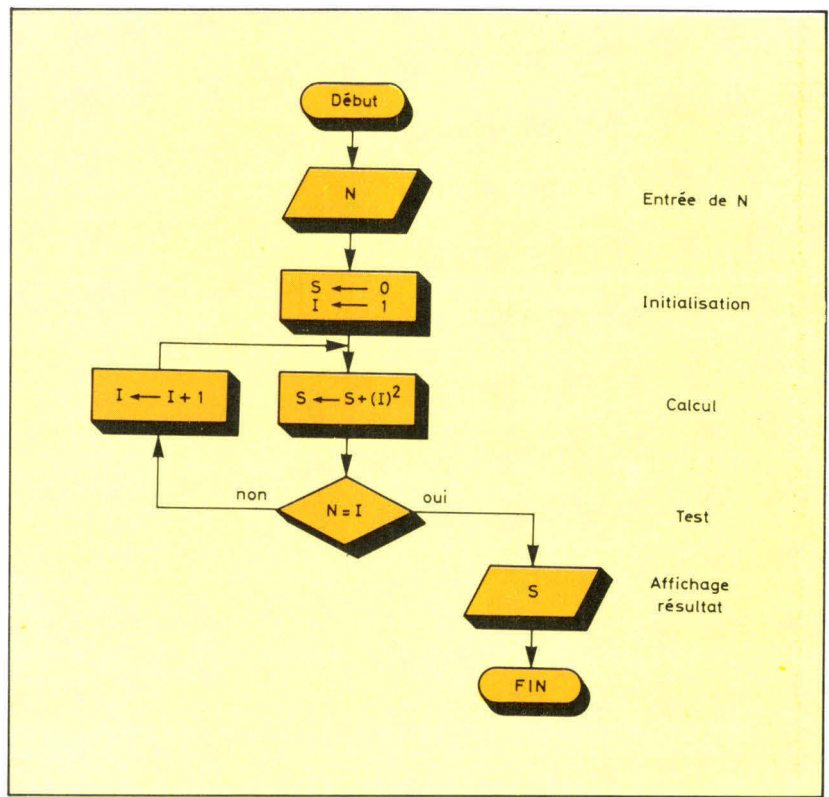 Début
N
Entrée de N
S ← 0
I ← 1
Initialisation
I ← I + 1
S ← S + (I)²
Calcul
non
N = I
oui
Test
S
Affichage
résultat
FIN